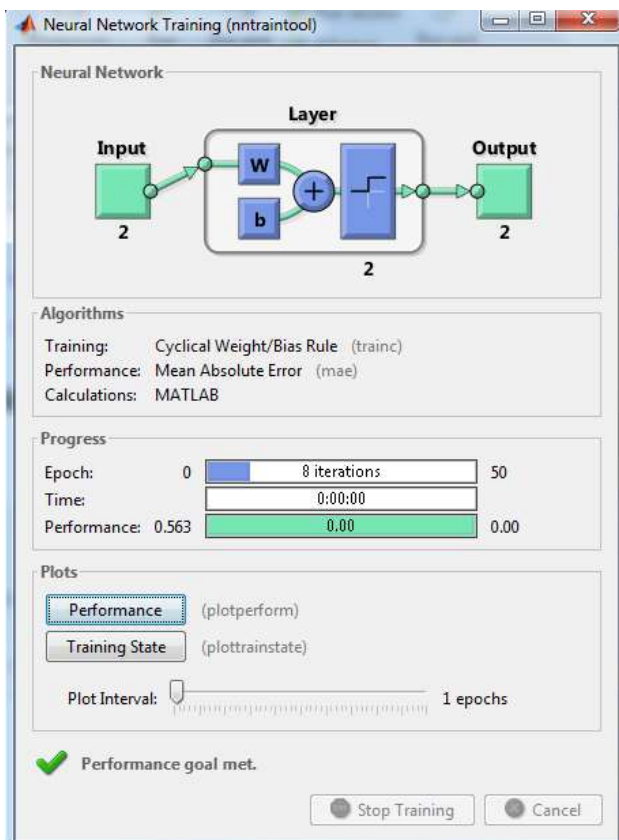 Neural Network Training (nntraintool)
Neural Network
Layer
Input
Output
W
b
+
2
2
2
Algorithms
Training: Cyclical Weight/Bias Rule (trainc)
Performance: Mean Absolute Error (mae)
Calculations: MATLAB
Progress
Epoch: 0 8 iterations 50
Time: 0:00:00
Performance: 0.563 0.00 0.00
Plots
Performance (plotperform)
Training State (plottrainstate)
Plot Interval: 1 epochs
Performance goal met.
Stop Training Cancel